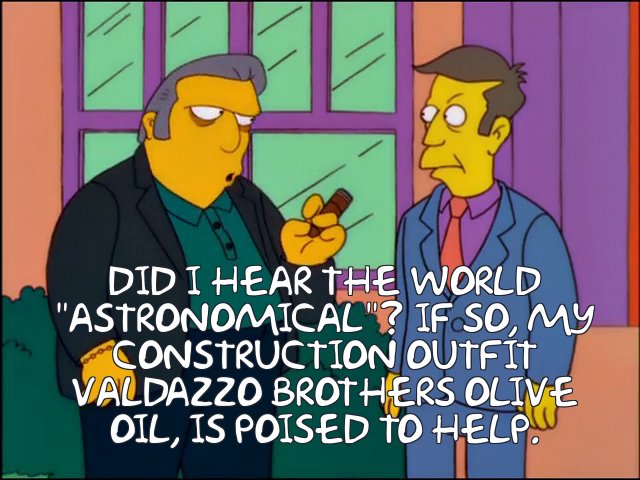 DID I HEAR THE WORLD
"ASTRONOMICAL"? IF SO, MY
CONSTRUCTION OUTFIT
VALDAZZO BROTHERS OLIVE
OIL, IS POISED TO HELP.